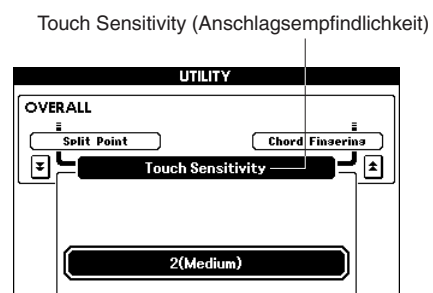 Touch Sensitivity (Anschlagsempfindlichkeit)
UTILITY
OVERALL
Split Point
Chord Fingering
Touch Sensitivity
2(Medium)